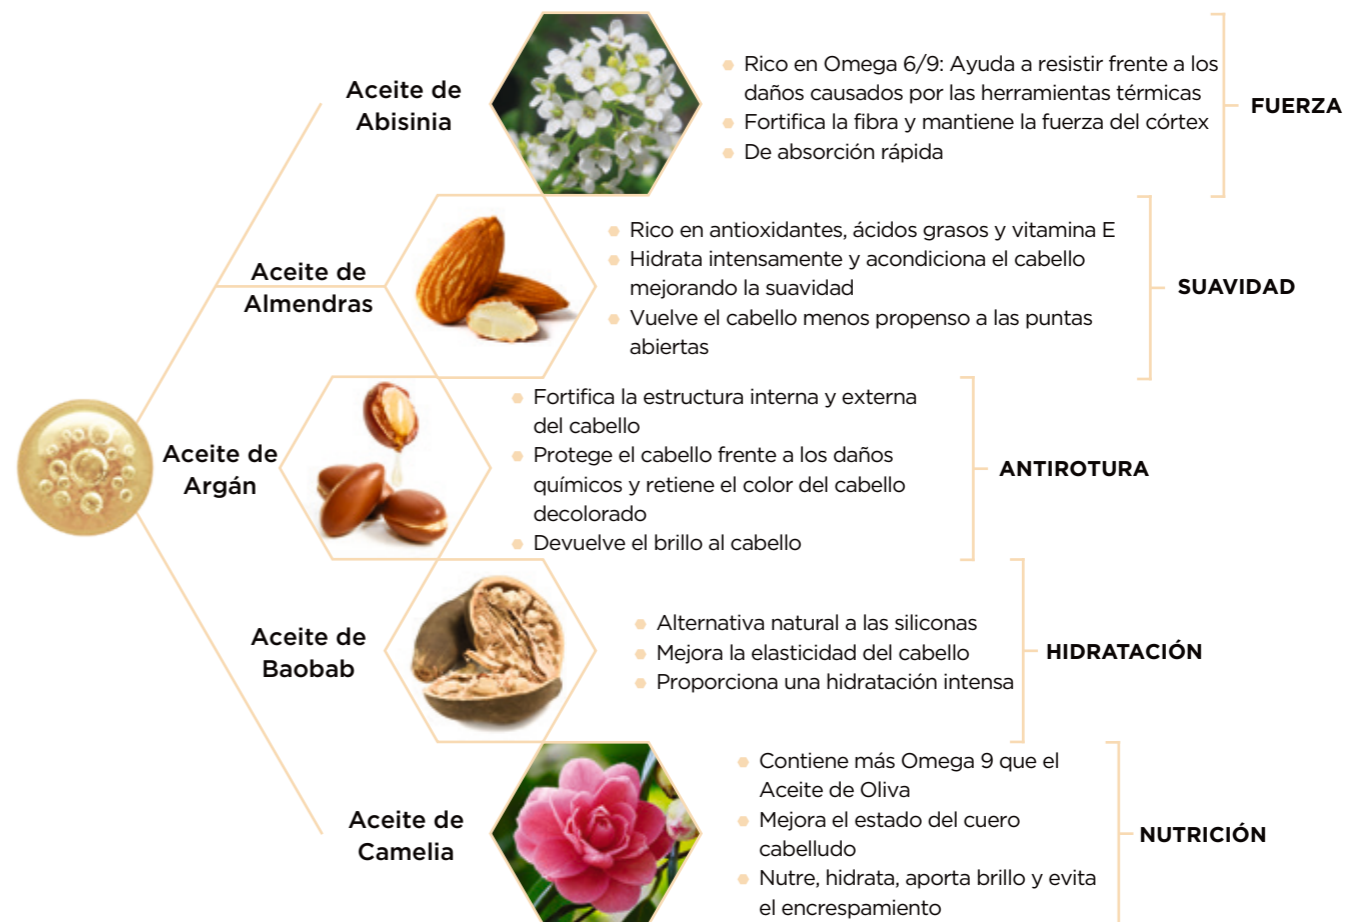 Aceite de
Abisinia
Rico en Omega 6/9: Ayuda a resistir frente a los
daños causados por las herramientas térmicas
Fortifica la fibra y mantiene la fuerza del córtex
De absorción rápida
FUERZA
Aceite de
Almendras
Rico en antioxidantes, ácidos grasos y vitamina E
Hidrata intensamente y acondiciona el cabello
mejorando la suavidad
Vuelve el cabello menos propenso a las puntas
abiertas
SUAVIDAD
Aceite de
Argán
Fortifica la estructura interna y externa
del cabello
Protege el cabello frente a los daños
químicos y retiene el color del cabello
decolorado
Devuelve el brillo al cabello
ANTIROTURA
Aceite de
Baobab
Alternativa natural a las siliconas
Mejora la elasticidad del cabello
Proporciona una hidratación intensa
HIDRATACIÓN
Aceite de
Camelia
Contiene más Omega 9 que el
Aceite de Oliva
Mejora el estado del cuero
cabelludo
Nutre, hidrata, aporta brillo y evita
el encrespamiento
NUTRICIÓN